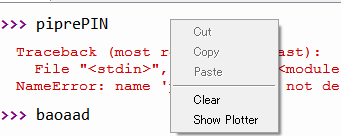 >>> piprePIN
Traceback (most r ast):
File "<stdin>", <module
NameError: name ' not de
>>> baoaad
Cut
Copy
Paste
Clear
Show Plotter